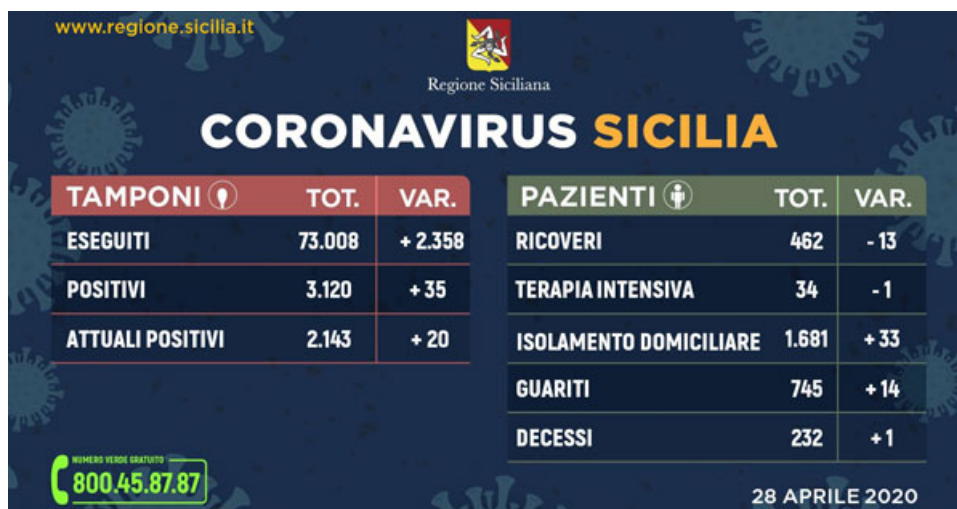 www.regione.sicilia.it
Regione Siciliana
CORONAVIRUS SICILIA
TAMPONI TOT. VAR.
ESEGUITI 73.008 + 2.358
POSITIVI 3.120 + 35
ATTUALI POSITIVI 2.143 + 20
PAZIENTI TOT. VAR.
RICOVERI 462 - 13
TERAPIA INTENSIVA 34 - 1
ISOLAMENTO DOMICILIARE 1.681 + 33
GUARITI 745 + 14
DECESSI 232 + 1
NUMERO VERDE GRATUITO
800.45.87.87
28 APRILE 2020